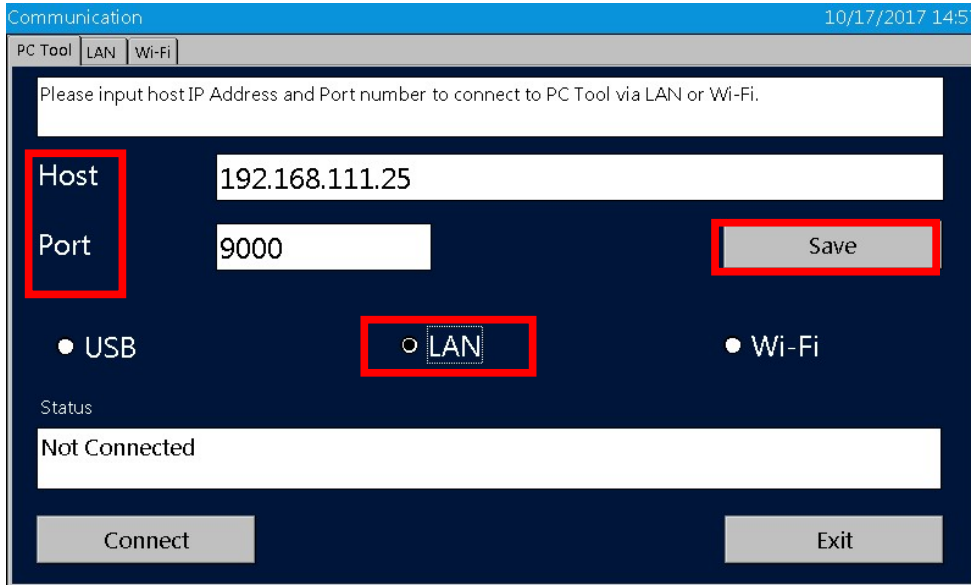 Communication 10/17/2017 14:5
PC Tool LAN Wi-Fi
Please input host IP Address and Port number to connect to PC Tool via LAN or Wi-Fi.
Host 192.168.111.25
Port 9000 Save
USB LAN Wi-Fi
Status
Not Connected
Connect Exit